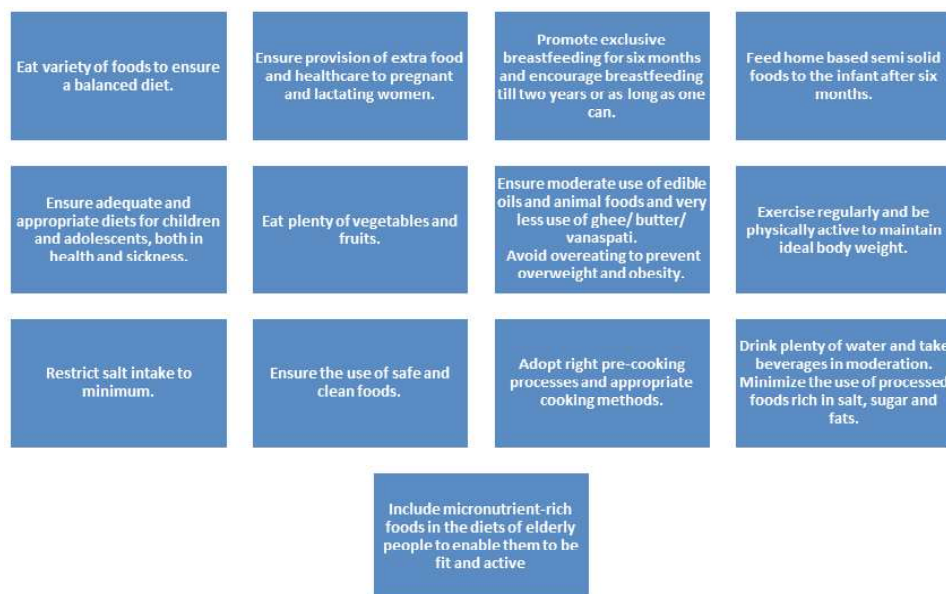 Eat variety of foods to ensure
a balanced diet.
Ensure provision of extra food
and healthcare to pregnant
and lactating women.
Promote exclusive
breastfeeding for six months
and encourage breastfeeding
till two years or as long as one
can.
Feed home based semi solid
foods to the infant after six
months.
Ensure adequate and
appropriate diets for children
and adolescents, both in
health and sickness.
Eat plenty of vegetables and
fruits.
Ensure moderate use of edible
oils and animal foods and very
less use of ghee/ butter/
vanaspati.
Avoid overeating to prevent
overweight and obesity.
Exercise regularly and be
physically active to maintain
ideal body weight.
Restrict salt intake to
minimum.
Ensure the use of safe and
clean foods.
Adopt right pre-cooking
processes and appropriate
cooking methods.
Drink plenty of water and take
beverages in moderation.
Minimize the use of processed
foods rich in salt, sugar and
fats.
Include micronutrient-rich
foods in the diets of elderly
people to enable them to be
fit and active